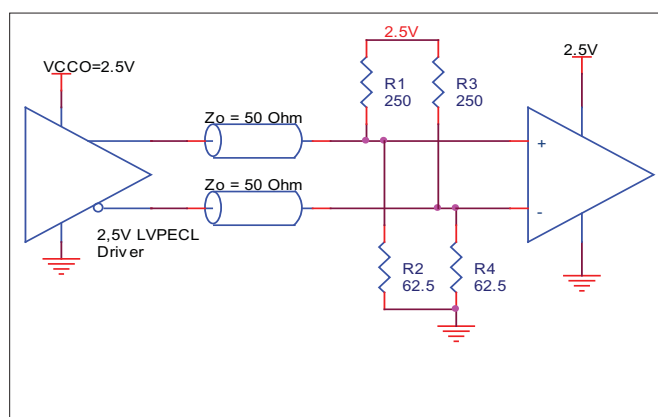 2.5V
2.5V
VCCO=2.5V
R1
250
R3
250
Zo = 50 Ohm
+
Zo = 50 Ohm
-
2,5V LVPECL
Driver
R2
62.5
R4
62.5